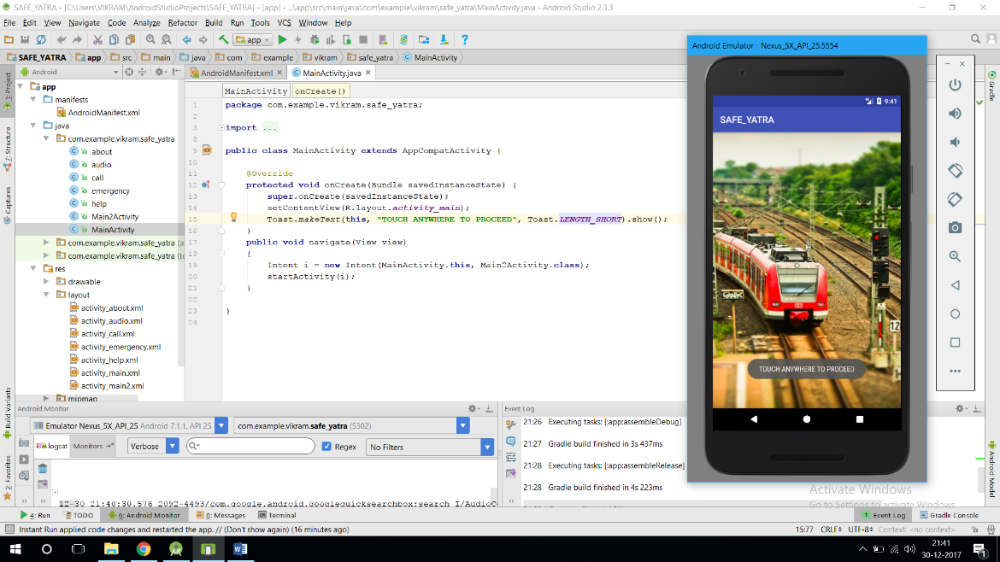 SAFE_YATRA - [C:\Users\VIKRAM\AndroidStudioProjects\SAFE_YATRA] - [app] - ...\app\src\main\java\com\example\vikram\safe_yatra\MainActivity.java - Android Studio 2.3.3
File Edit View Navigate Code Analyze Refactor Build Run Tools VCS Window Help
app
SAFE_YATRA app src main java com example vikram safe_yatra MainActivity
Android
AndroidManifest.xml MainActivity.java
1: Project
7: Structure
Captures
Build Variants
2: Favorites
app
manifests
AndroidManifest.xml
java
com.example.vikram.safe_yatra
about
audio
call
emergency
help
Main2Activity
MainActivity
com.example.vikram.safe_yatra (a
com.example.vikram.safe_yatra (te
res
drawable
layout
activity_about.xml
activity_audio.xml
activity_call.xml
activity_emergency.xml
activity_help.xml
activity_main.xml
activity_main2.xml
mipmap
MainActivity onCreate()
1 package com.example.vikram.safe_yatra;
2
3 import ...
8
9 public class MainActivity extends AppCompatActivity {
10
11 @Override
12 protected void onCreate(Bundle savedInstanceState) {
13 super.onCreate(savedInstanceState);
14 setContentView(R.layout.activity_main);
15 Toast.makeText(this, "TOUCH ANYWHERE TO PROCEED", Toast.LENGTH_SHORT).show();
16 }
17 public void navigate(View view)
18 {
19 Intent i = new Intent(MainActivity.this, Main2Activity.class);
20 startActivity(i);
21 }
22
23 }
24
Android Emulator - Nexus_5X_API_25:5554
9:41
SAFE_YATRA
12
TOUCH ANYWHERE TO PROCEED
Gradle
Android Model
Android Monitor
Emulator Nexus_5X_API_25 Android 7.1.1, API 25
com.example.vikram.safe_yatra (5302)
logcat Monitors Verbose Regex No Filters
12-30 21:40:30.576 2092-4493/com.google.android.googlequicksearchbox:search I/AudioC
Event Log
21:26 Executing tasks: [:app:assembleDebug]
21:27 Gradle build finished in 3s 437ms
21:28 Executing tasks: [:app:assembleRelease]
21:28 Gradle build finished in 4s 223ms
Activate Windows
Go to Settings to activate Windows.
4: Run TODO 6: Android Monitor 0: Messages Terminal 1 Event Log Gradle Console
Instant Run applied code changes and restarted the app. // (Don't show again) (16 minutes ago)
15:77 CRLF UTF-8 Context: <no context>
21:41
30-12-2017
1